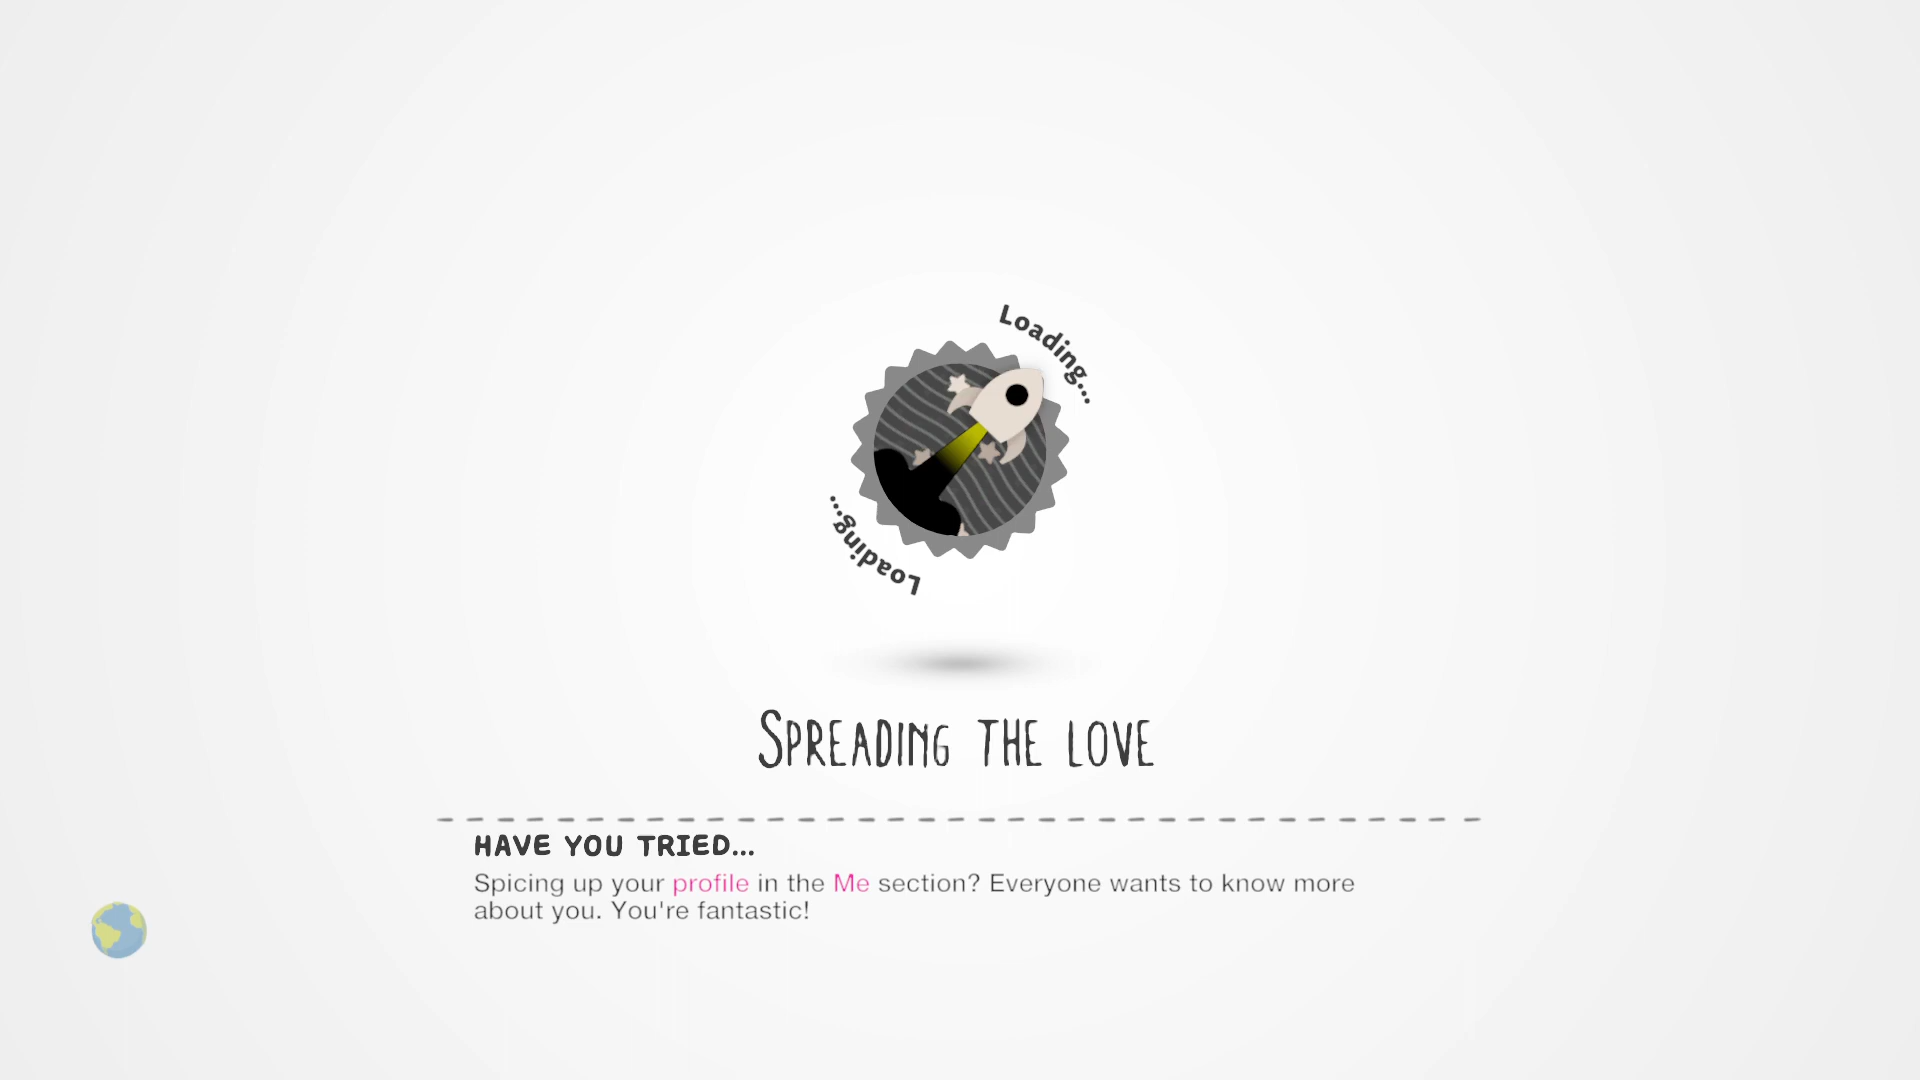 Loading...
Loading...
Spreading the love
HAVE YOU TRIED...
Spicing up your profile in the Me section? Everyone wants to know more
about you. You're fantastic!